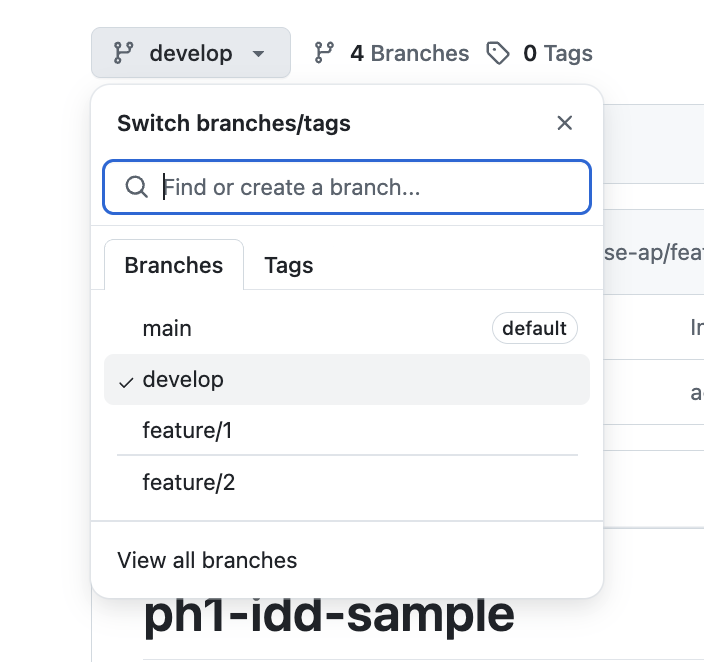 develop 4 Branches 0 Tags
Switch branches/tags
Find or create a branch...
Branches Tags
se-ap/fea
main default
develop
feature/1
feature/2
View all branches
ph1-idd-sample